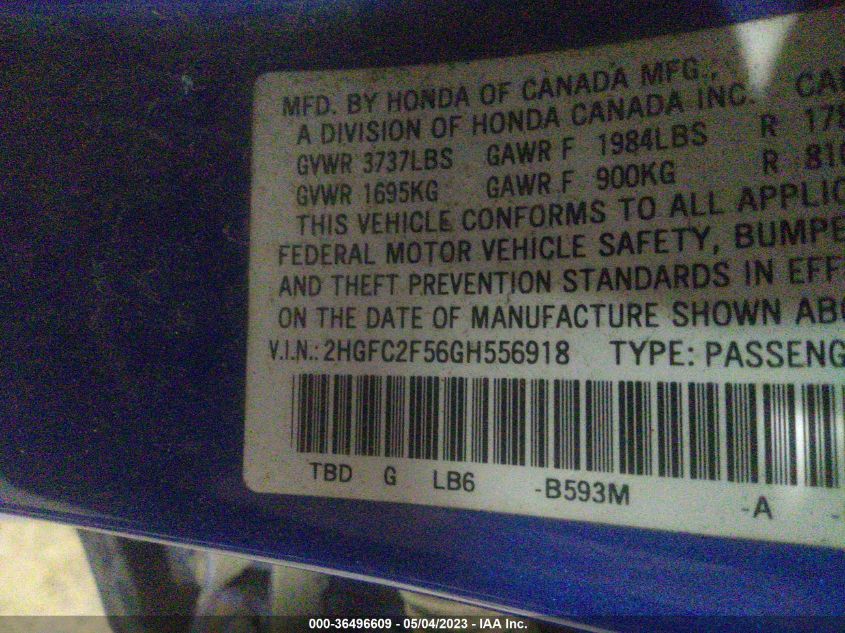 MFD. BY HONDA OF CANADA MFG.,
A DIVISION OF HONDA CANADA INC.
GVWR 3737LBS GAWR F 1984LBS R
GVWR 1695KG GAWR F 900KG R
THIS VEHICLE CONFORMS TO ALL
FEDERAL MOTOR VEHICLE SAFETY,
AND THEFT PREVENTION STANDARDS IN
ON THE DATE OF MANUFACTURE SHOWN
V.I.N.: 2HGFC2F56GH556918 TYPE:
TBD G LB6 -B593M -A -
000-36496609 - 05/04/2023 - IAA Inc.